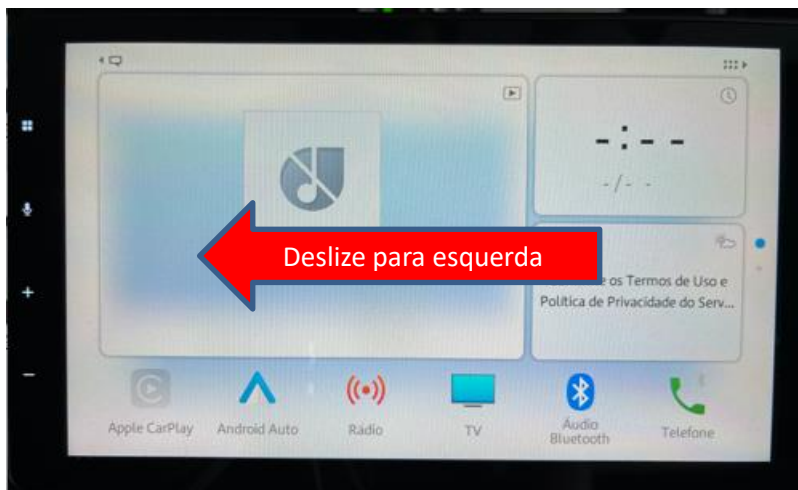 -:--
-/- -
Deslize para esquerda
e os Termos de Uso e
Política de Privacidade do Serv...
Apple CarPlay
Android Auto
Rádio
TV
Áudio
Bluetooth
Telefone